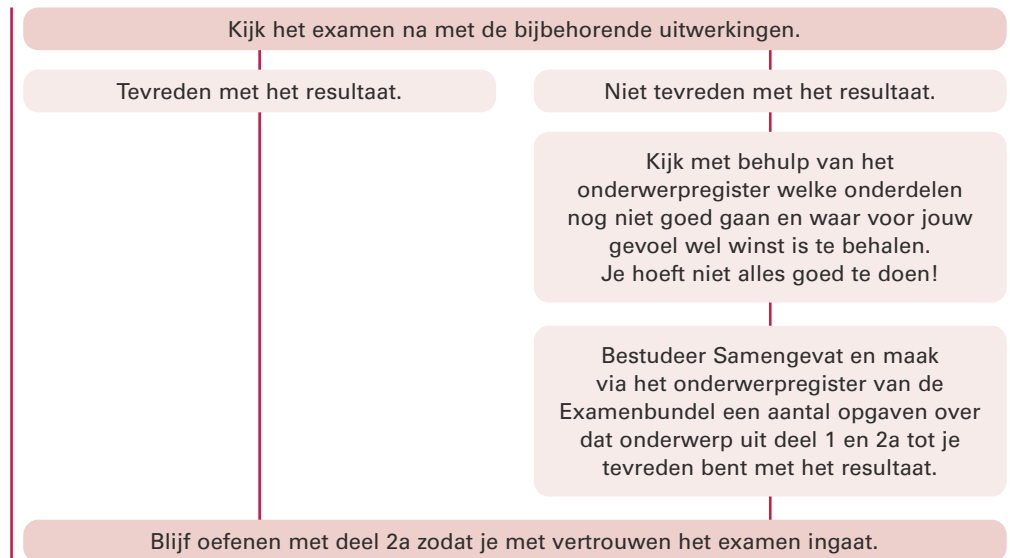 Kijk het examen na met de bijbehorende uitwerkingen.
Tevreden met het resultaat.
Niet tevreden met het resultaat.
Kijk met behulp van het
onderwerpregister welke onderdelen
nog niet goed gaan en waar voor jouw
gevoel wel winst is te behalen.
Je hoeft niet alles goed te doen!
Bestudeer Samengevat en maak
via het onderwerpregister van de
Examenbundel een aantal opgaven over
dat onderwerp uit deel 1 en 2a tot je
tevreden bent met het resultaat.
Blijf oefenen met deel 2a zodat je met vertrouwen het examen ingaat.